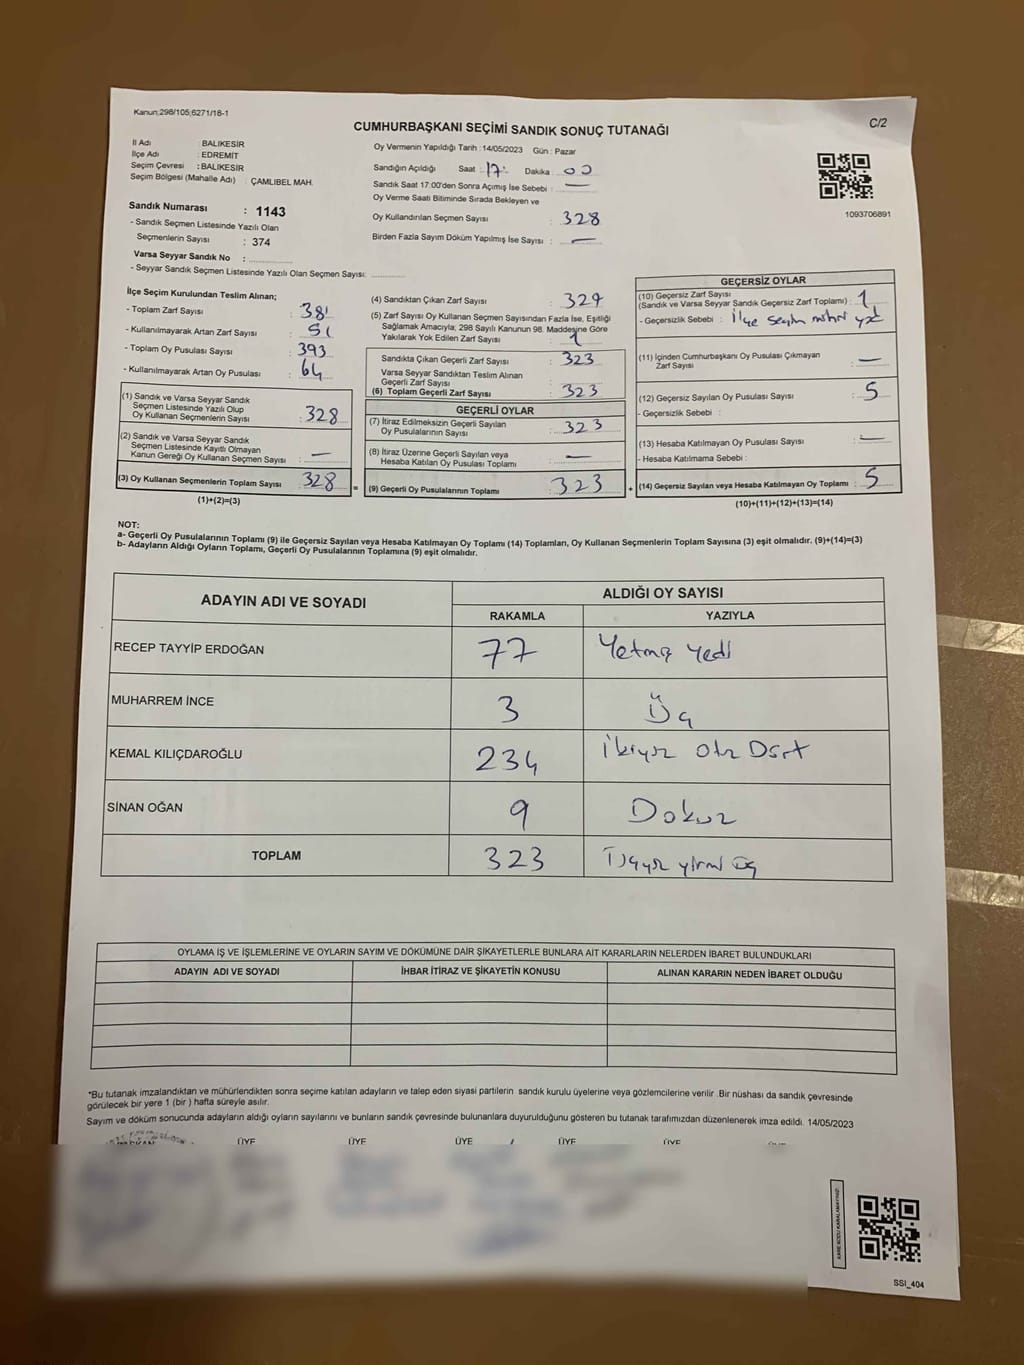 Kanun;298/105;6271/18-1
C/2
CUMHURBAŞKANI SEÇİMİ SANDIK SONUÇ TUTANAĞI
İl Adı : BALIKESİR
İlçe Adı : EDREMİT
Seçim Çevresi : BALIKESİR
Seçim Bölgesi (Mahalle Adı) : ÇAMLIBEL MAH.
Sandık Numarası : 1143
- Sandık Seçmen Listesinde Yazılı Olan
Seçmenlerin Sayısı : 374
Varsa Seyyar Sandık No :
- Seyyar Sandık Seçmen Listesinde Yazılı Olan Seçmen Sayısı:
Oy Vermenin Yapıldığı Tarih : 14/05/2023 Gün : Pazar
Sandığın Açıldığı Saat 17 Dakika 00
Sandık Saat 17:00'den Sonra Açımış İse Sebebi : —
Oy Verme Saati Bitiminde Sırada Bekleyen ve
Oy Kullandırılan Seçmen Sayısı : 328
Birden Fazla Sayım Döküm Yapılmış İse Sayısı : —
1093706891
İlçe Seçim Kurulundan Teslim Alınan;
- Toplam Zarf Sayısı : 381
- Kullanılmayarak Artan Zarf Sayısı : 51
- Toplam Oy Pusulası Sayısı : 393
- Kullanılmayarak Artan Oy Pusulası : 64
(1) Sandık ve Varsa Seyyar Sandık
Seçmen Listesinde Yazılı Olup
Oy Kullanan Seçmenlerin Sayısı : 328
(2) Sandık ve Varsa Seyyar Sandık
Seçmen Listesinde Kayıtlı Olmayan
Kanun Gereği Oy Kullanan Seçmen Sayısı : —
(3) Oy Kullanan Seçmenlerin Toplam Sayısı : 328
(1)+(2)=(3)
(4) Sandıktan Çıkan Zarf Sayısı : 329
(5) Zarf Sayısı Oy Kullanan Seçmen Sayısından Fazla İse, Eşitliği
Sağlamak Amacıyla; 298 Sayılı Kanunun 98. Maddesine Göre
Yakılarak Yok Edilen Zarf Sayısı : 1
Sandıkta Çıkan Geçerli Zarf Sayısı : 323
Varsa Seyyar Sandıktan Teslim Alınan
Geçerli Zarf Sayısı
(6) Toplam Geçerli Zarf Sayısı : 323
GEÇERLİ OYLAR
(7) İtiraz Edilmeksizin Geçerli Sayılan
Oy Pusulalarının Sayısı : 323
(8) İtiraz Üzerine Geçerli Sayılan veya
Hesaba Katılan Oy Pusulası Toplamı : —
= (9) Geçerli Oy Pusulalarının Toplamı : 323
GEÇERSİZ OYLAR
(10) Geçersiz Zarf Sayısı
(Sandık ve Varsa Seyyar Sandık Geçersiz Zarf Toplamı) : 1
- Geçersizlik Sebebi : İlçe seçim mührü yok
(11) İçinden Cumhurbaşkanı Oy Pusulası Çıkmayan
Zarf Sayısı : —
(12) Geçersiz Sayılan Oy Pusulası Sayısı : 5
- Geçersizlik Sebebi :
(13) Hesaba Katılmayan Oy Pusulası Sayısı : —
- Hesaba Katılmama Sebebi :
+ (14) Geçersiz Sayılan veya Hesaba Katılmayan Oy Toplamı : 5
(10)+(11)+(12)+(13)=(14)
NOT:
a- Geçerli Oy Pusulalarının Toplamı (9) ile Geçersiz Sayılan veya Hesaba Katılmayan Oy Toplamı (14) Toplamları, Oy Kullanan Seçmenlerin Toplam Sayısına (3) eşit olmalıdır. (9)+(14)=(3)
b- Adayların Aldığı Oyların Toplamı, Geçerli Oy Pusulalarının Toplamına (9) eşit olmalıdır.
ADAYIN ADI VE SOYADI ALDIĞI OY SAYISI
RAKAMLA YAZIYLA
RECEP TAYYİP ERDOĞAN 77 Yetmiş Yedi
MUHARREM İNCE 3 Üç
KEMAL KILIÇDAROĞLU 234 İkiyüz Otuz Dört
SİNAN OĞAN 9 Dokuz
TOPLAM 323 Üçyüz yirmi üç
OYLAMA İŞ VE İŞLEMLERİNE VE OYLARIN SAYIM VE DÖKÜMÜNE DAİR ŞİKAYETLERLE BUNLARA AİT KARARLARIN NELERDEN İBARET BULUNDUKLARI
ADAYIN ADI VE SOYADI İHBAR İTİRAZ VE ŞİKAYETİN KONUSU ALINAN KARARIN NEDEN İBARET OLDUĞU
*Bu tutanak imzalandıktan ve mühürlendikten sonra seçime katılan adayların ve talep eden siyasi partilerin sandık kurulu üyelerine veya gözlemcilerine verilir .Bir nüshası da sandık çevresinde
görülecek bir yere 1 (bir ) hafta süreyle asılır.
Sayım ve döküm sonucunda adayların aldığı oyların sayılarını ve bunların sandık çevresinde bulunanlara duyurulduğunu gösteren bu tutanak tarafımızdan düzenlenerek imza edildi. 14/05/2023
ÜYE ÜYE ÜYE ÜYE ÜYE
KARE KODU KARALAMAYINIZ!
SSI_404